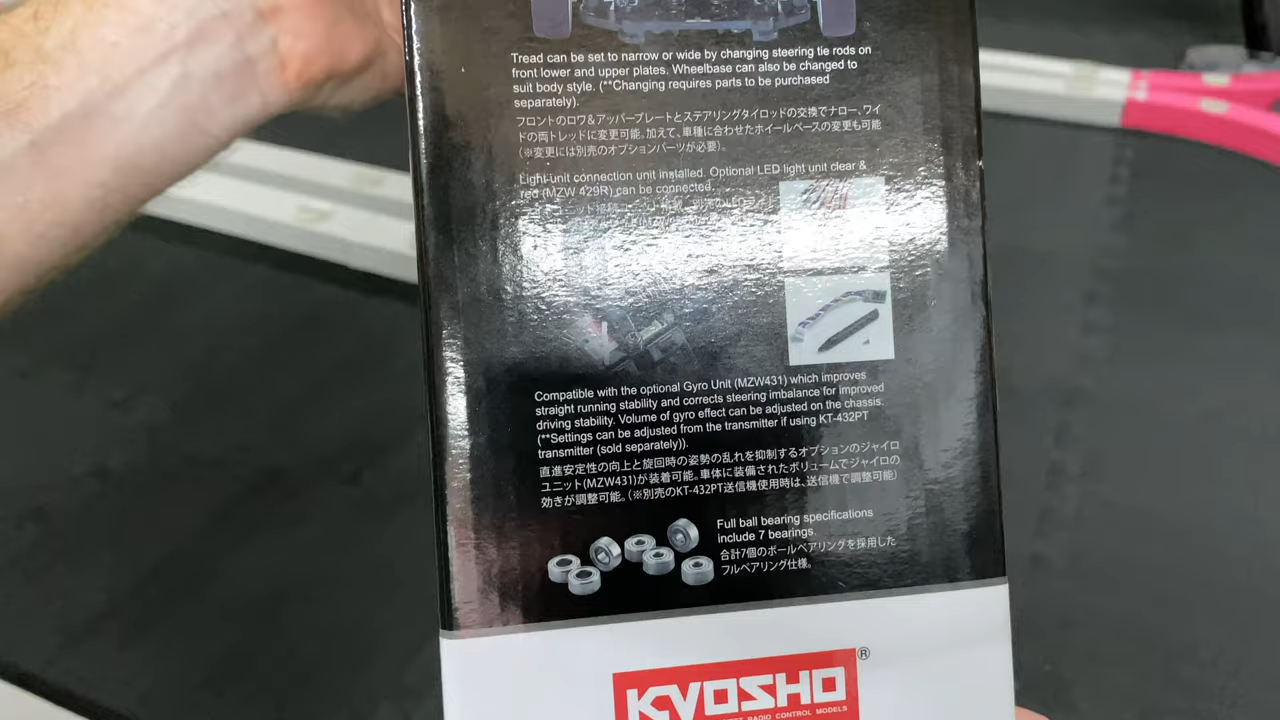 Tread can be set to narrow or wide by changing steering tie rods on
front lower and upper plates. Wheelbase can also be changed to
suit body style. (**Changing requires parts to be purchased
separately).
フロントのロワ&アッパープレートとステアリングタイロッドの交換でナロー、ワイ
ドの両トレッドに変更可能。加えて、車種に合わせたホイールベースの変更も可能
(※変更には別売のオプションパーツが必要)。
Light unit connection unit installed. Optional LED light unit clear &
red (MZW 429R) can be connected.
Compatible with the optional Gyro Unit (MZW431) which improves
straight running stability and corrects steering imbalance for improved
driving stability. Volume of gyro effect can be adjusted on the chassis.
(**Settings can be adjusted from the transmitter if using KT-432PT
transmitter (sold separately)).
直進安定性の向上と旋回時の姿勢の乱れを抑制するオプションのジャイロ
ユニット(MZW431)が装着可能。車体に装備されたボリュームでジャイロの
効きが調整可能。(※別売のKT-432PT送信機使用時は、送信機で調整可能)
Full ball bearing specifications
include 7 bearings.
合計7個のボールベアリングを採用した
フルベアリング仕様。
KYOSHO ®
RADIO CONTROL MODELS